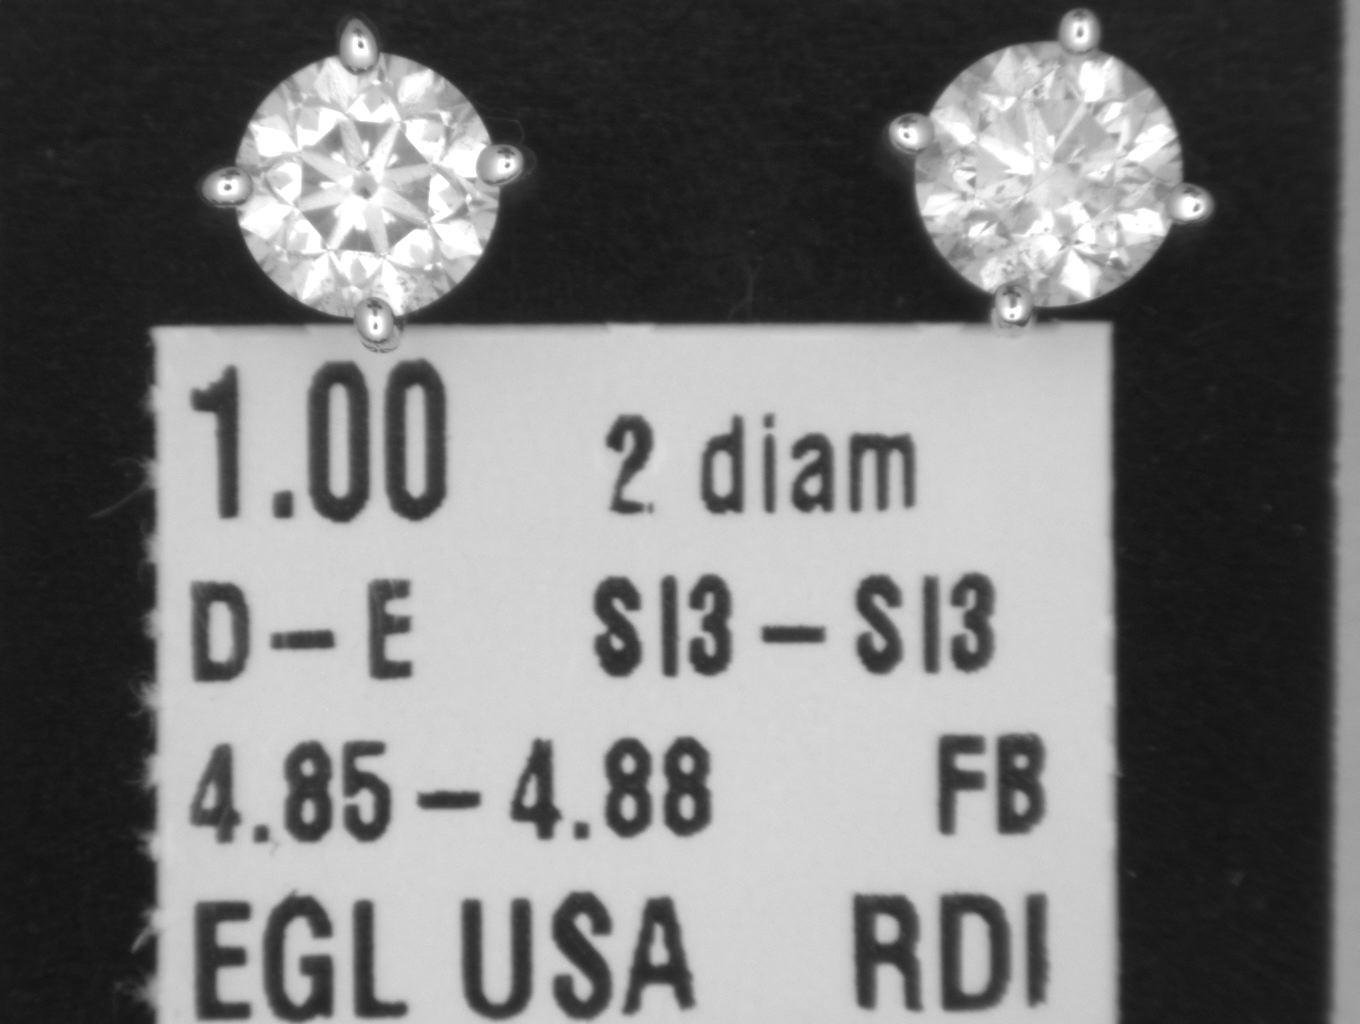 1.00 2 diam
D-E SI3-SI3
4.85-4.88 FB
EGL USA RDI